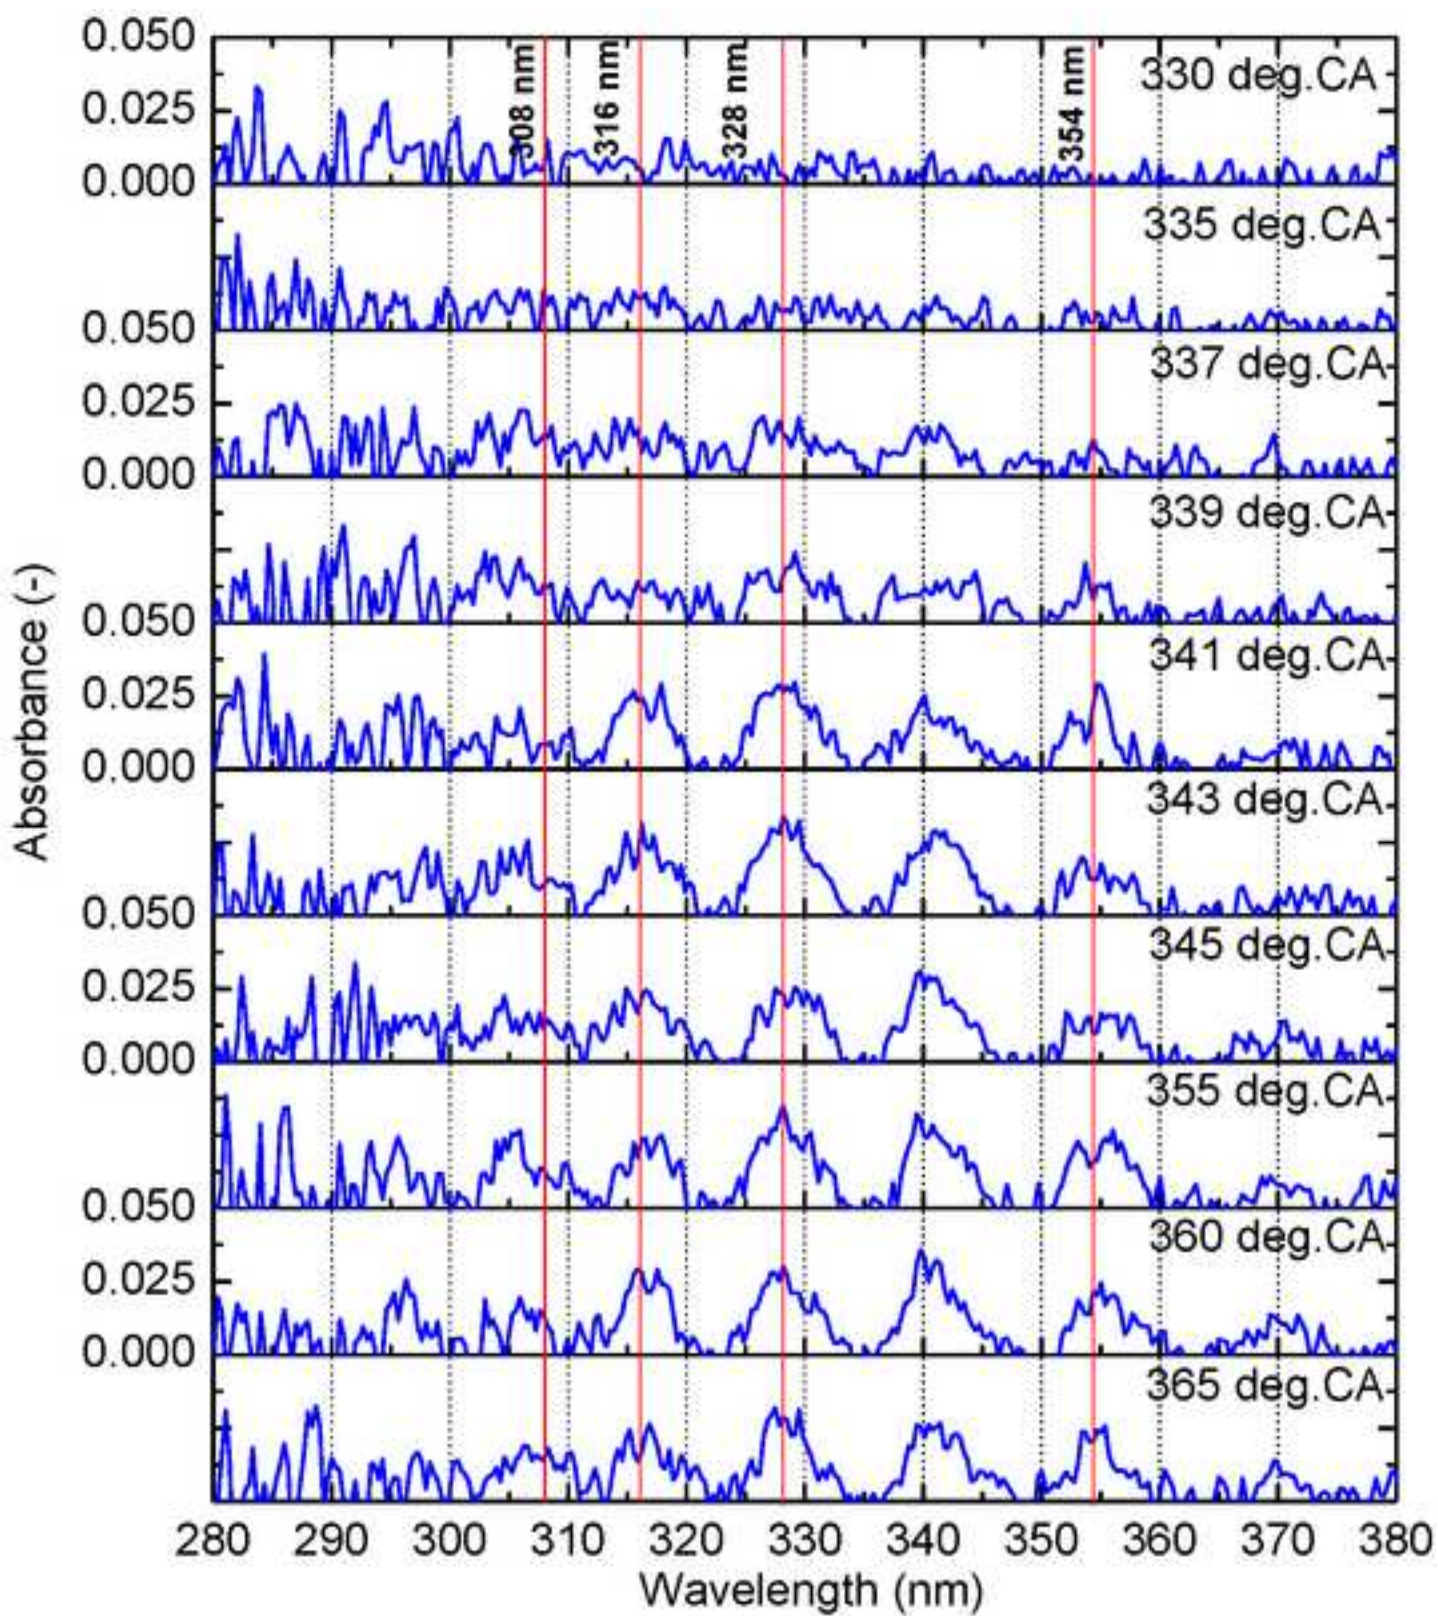 0.050
308 nm
316 nm
328 nm
354 nm
330 deg.CA
0.025
0.000
335 deg.CA
0.050
337 deg.CA
0.025
0.000
339 deg.CA
0.050
341 deg.CA
0.025
0.000
343 deg.CA
0.050
345 deg.CA
0.025
0.000
355 deg.CA
0.050
360 deg.CA
0.025
0.000
365 deg.CA
Absorbance (-)
280 290 300 310 320 330 340 350 360 370 380
Wavelength (nm)